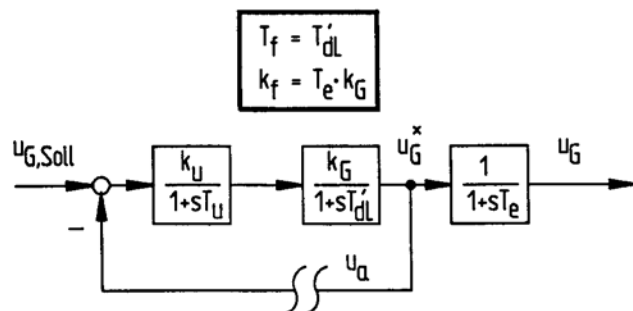 T_f = T'_dL
k_f = T_e · k_G
u_G,Soll
k_u
1+sT_u
k_G
1+sT'_dL
u_G^x
1
1+sT_e
u_G
−
u_a